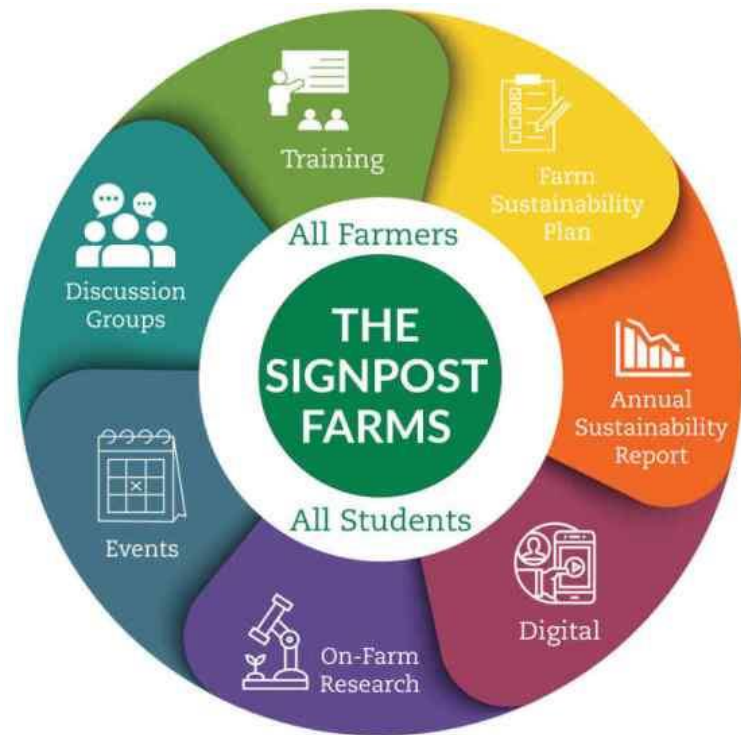 Training
Farm
Sustainability
Plan
Annual
Sustainability
Report
Digital
On-Farm
Research
Events
Discussion
Groups
All Farmers
THE
SIGNPOST
FARMS
All Students